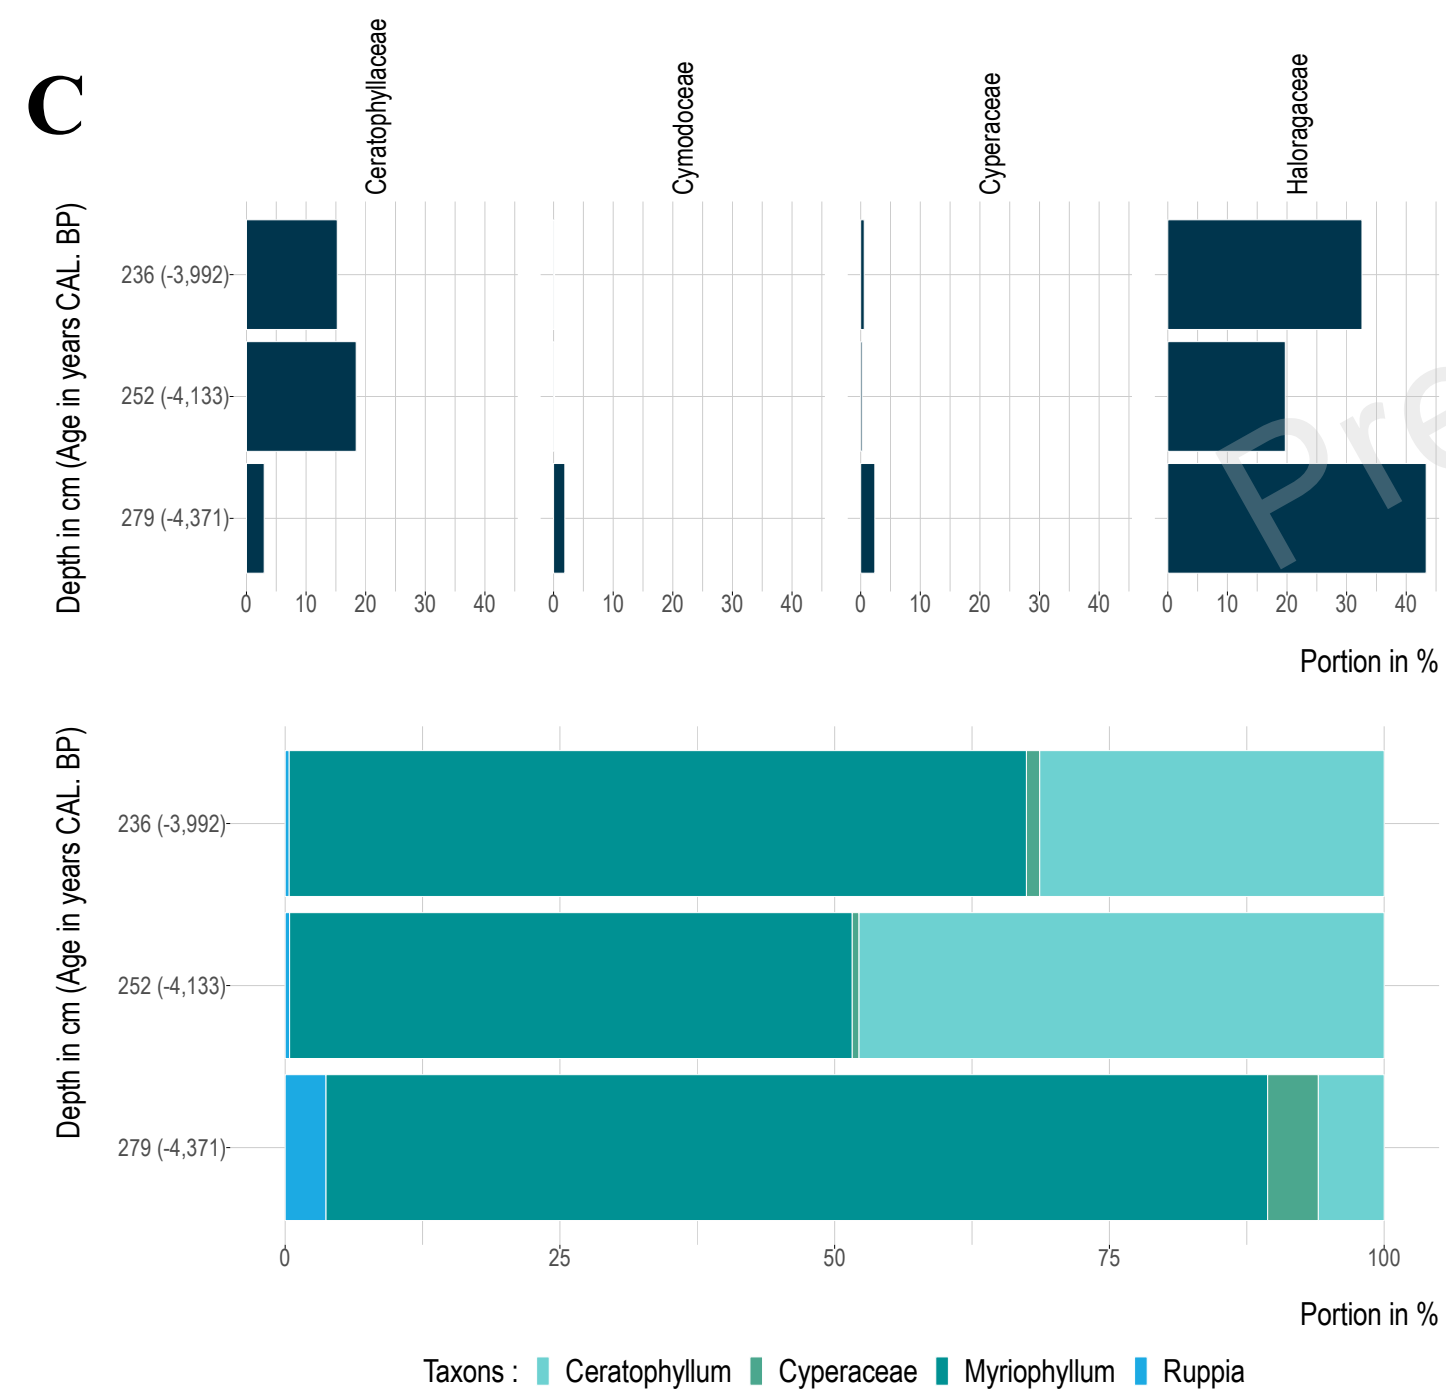 C
Ceratophyllaceae
Cymodoceae
Cyperaceae
Haloragaceae
Depth in cm (Age in years CAL. BP)
236 (-3,992)
252 (-4,133)
279 (-4,371)
0 10 20 30 40 0 10 20 30 40 0 10 20 30 40 0 10 20 30 40
Portion in %
Pre
Depth in cm (Age in years CAL. BP)
236 (-3,992)
252 (-4,133)
279 (-4,371)
0 25 50 75 100
Portion in %
Taxons : Ceratophyllum Cyperaceae Myriophyllum Ruppia